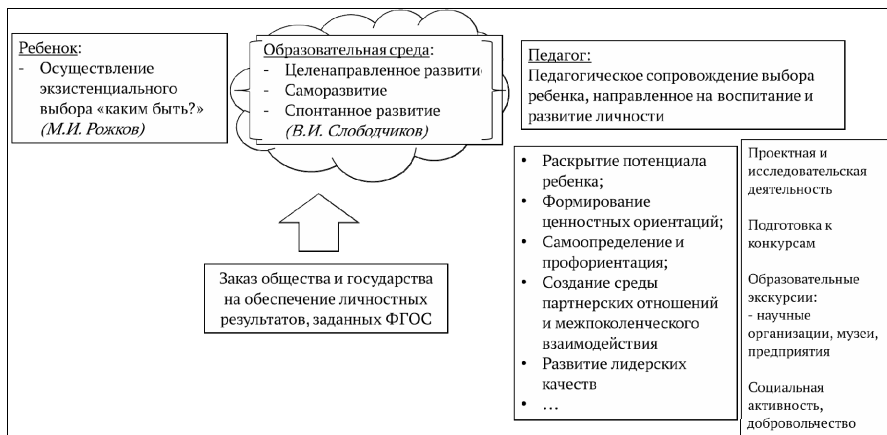 Ребенок:
- Осуществление
экзистенциального
выбора «каким быть?»
(М.И. Рожков)
Образовательная среда:
- Целенаправленное развити
- Саморазвитие
- Спонтанное развитие
(В.И. Слободчиков)
Педагог:
Педагогическое сопровождение выбора
ребенка, направленное на воспитание и
развитие личности
Заказ общества и государства
на обеспечение личностных
результатов, заданных ФГОС
• Раскрытие потенциала
ребенка;
• Формирование
ценностных ориентаций;
• Самоопределение и
профориентация;
• Создание среды
партнерских отношений
и межпоколенческого
взаимодействия
• Развитие лидерских
качеств
• …
Проектная и
исследовательская
деятельность
Подготовка к
конкурсам
Образовательные
экскурсии:
- научные
организации, музеи,
предприятия
Социальная
активность,
добровольчество